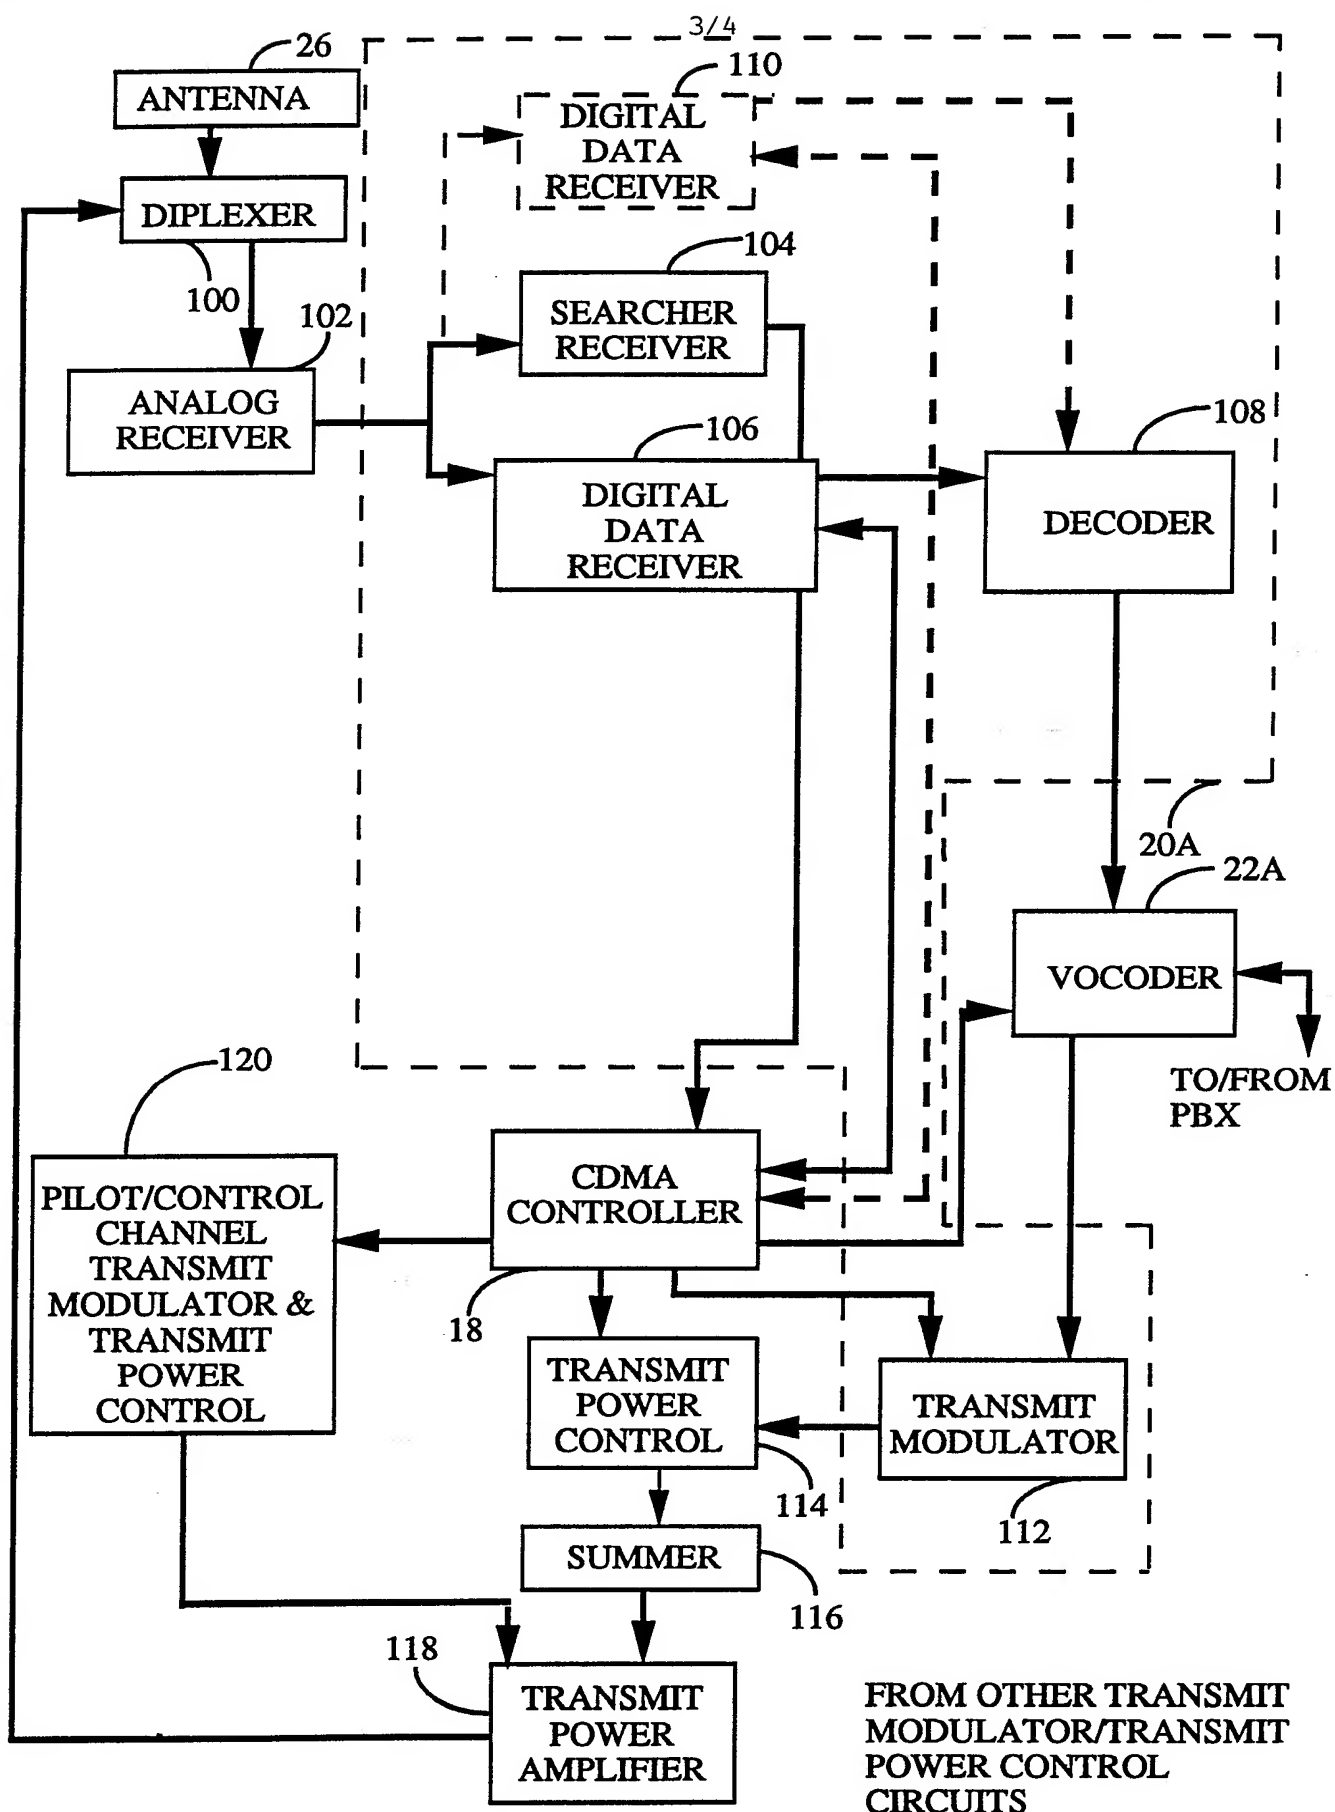 3/4
26
ANTENNA
110
DIGITAL
DATA
RECEIVER
DIPLEXER
100
104
SEARCHER
RECEIVER
102
ANALOG
RECEIVER
106
DIGITAL
DATA
RECEIVER
108
DECODER
20A
22A
VOCODER
TO/FROM
PBX
120
PILOT/CONTROL
CHANNEL
TRANSMIT
MODULATOR &
TRANSMIT
POWER
CONTROL
CDMA
CONTROLLER
18
TRANSMIT
POWER
CONTROL
114
TRANSMIT
MODULATOR
112
SUMMER
116
118
TRANSMIT
POWER
AMPLIFIER
FROM OTHER TRANSMIT
MODULATOR/TRANSMIT
POWER CONTROL
CIRCUITS